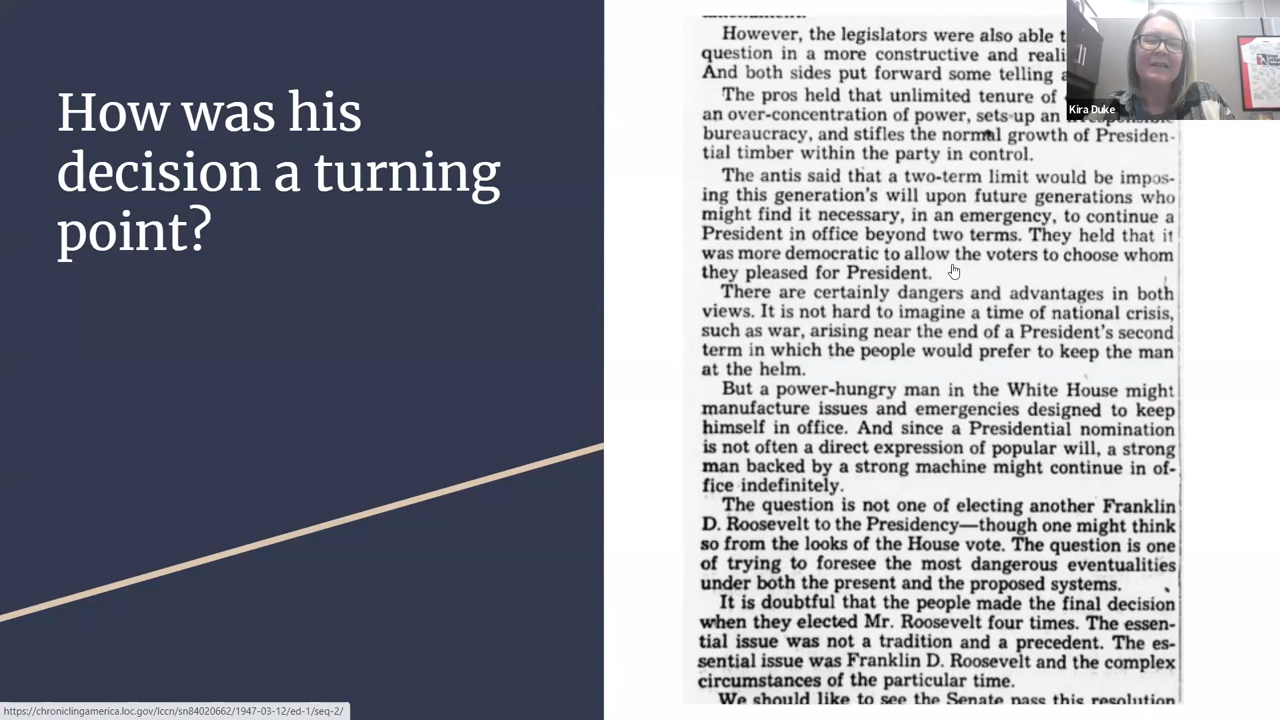 How was his
decision a turning
point?
amendment.
However, the legislators were also able t
question in a more constructive and reali
And both sides put forward some telling a
The pros held that unlimited tenure of
an over-concentration of power, sets up an irresponsible
bureaucracy, and stifles the normal growth of Presiden-
tial timber within the party in control.
The antis said that a two-term limit would be impos-
ing this generation's will upon future generations who
might find it necessary, in an emergency, to continue a
President in office beyond two terms. They held that it
was more democratic to allow the voters to choose whom
they pleased for President.
There are certainly dangers and advantages in both
views. It is not hard to imagine a time of national crisis,
such as war, arising near the end of a President's second
term in which the people would prefer to keep the man
at the helm.
But a power-hungry man in the White House might
manufacture issues and emergencies designed to keep
himself in office. And since a Presidential nomination
is not often a direct expression of popular will, a strong
man backed by a strong machine might continue in of-
fice indefinitely.
The question is not one of electing another Franklin
D. Roosevelt to the Presidency—though one might think
so from the looks of the House vote. The question is one
of trying to foresee the most dangerous eventualities
under both the present and the proposed systems.
It is doubtful that the people made the final decision
when they elected Mr. Roosevelt four times. The essen-
tial issue was not a tradition and a precedent. The es-
sential issue was Franklin D. Roosevelt and the complex
circumstances of the particular time.
We should like to see the Senate pass this resolution
Kira Duke
https://chroniclingamerica.loc.gov/lccn/sn84020662/1947-03-12/ed-1/seq-2/